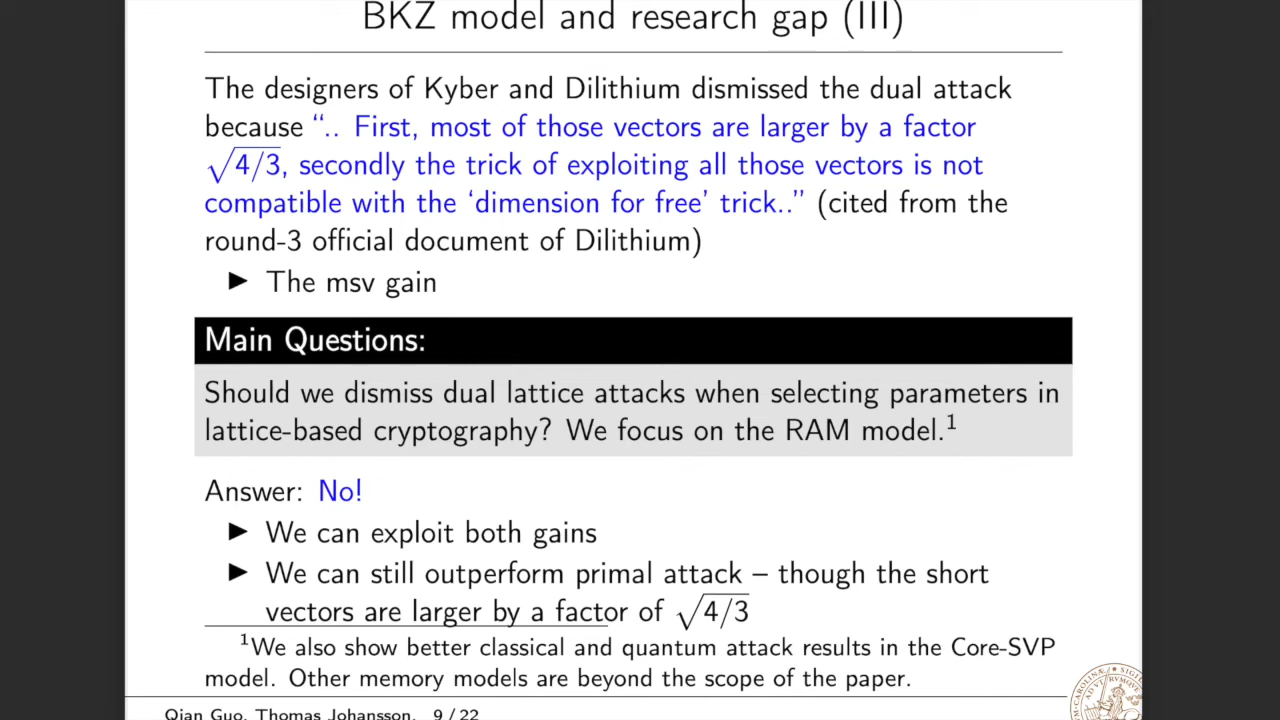 BKZ model and research gap (III)
The designers of Kyber and Dilithium dismissed the dual attack
because “.. First, most of those vectors are larger by a factor
√4/3, secondly the trick of exploiting all those vectors is not
compatible with the ‘dimension for free’ trick..” (cited from the
round-3 official document of Dilithium)
▶ The msv gain
Main Questions:
Should we dismiss dual lattice attacks when selecting parameters in
lattice-based cryptography? We focus on the RAM model.¹
Answer: No!
▶ We can exploit both gains
▶ We can still outperform primal attack – though the short
vectors are larger by a factor of √4/3
¹We also show better classical and quantum attack results in the Core-SVP
model. Other memory models are beyond the scope of the paper.
Qian Guo, Thomas Johansson, 9 / 22